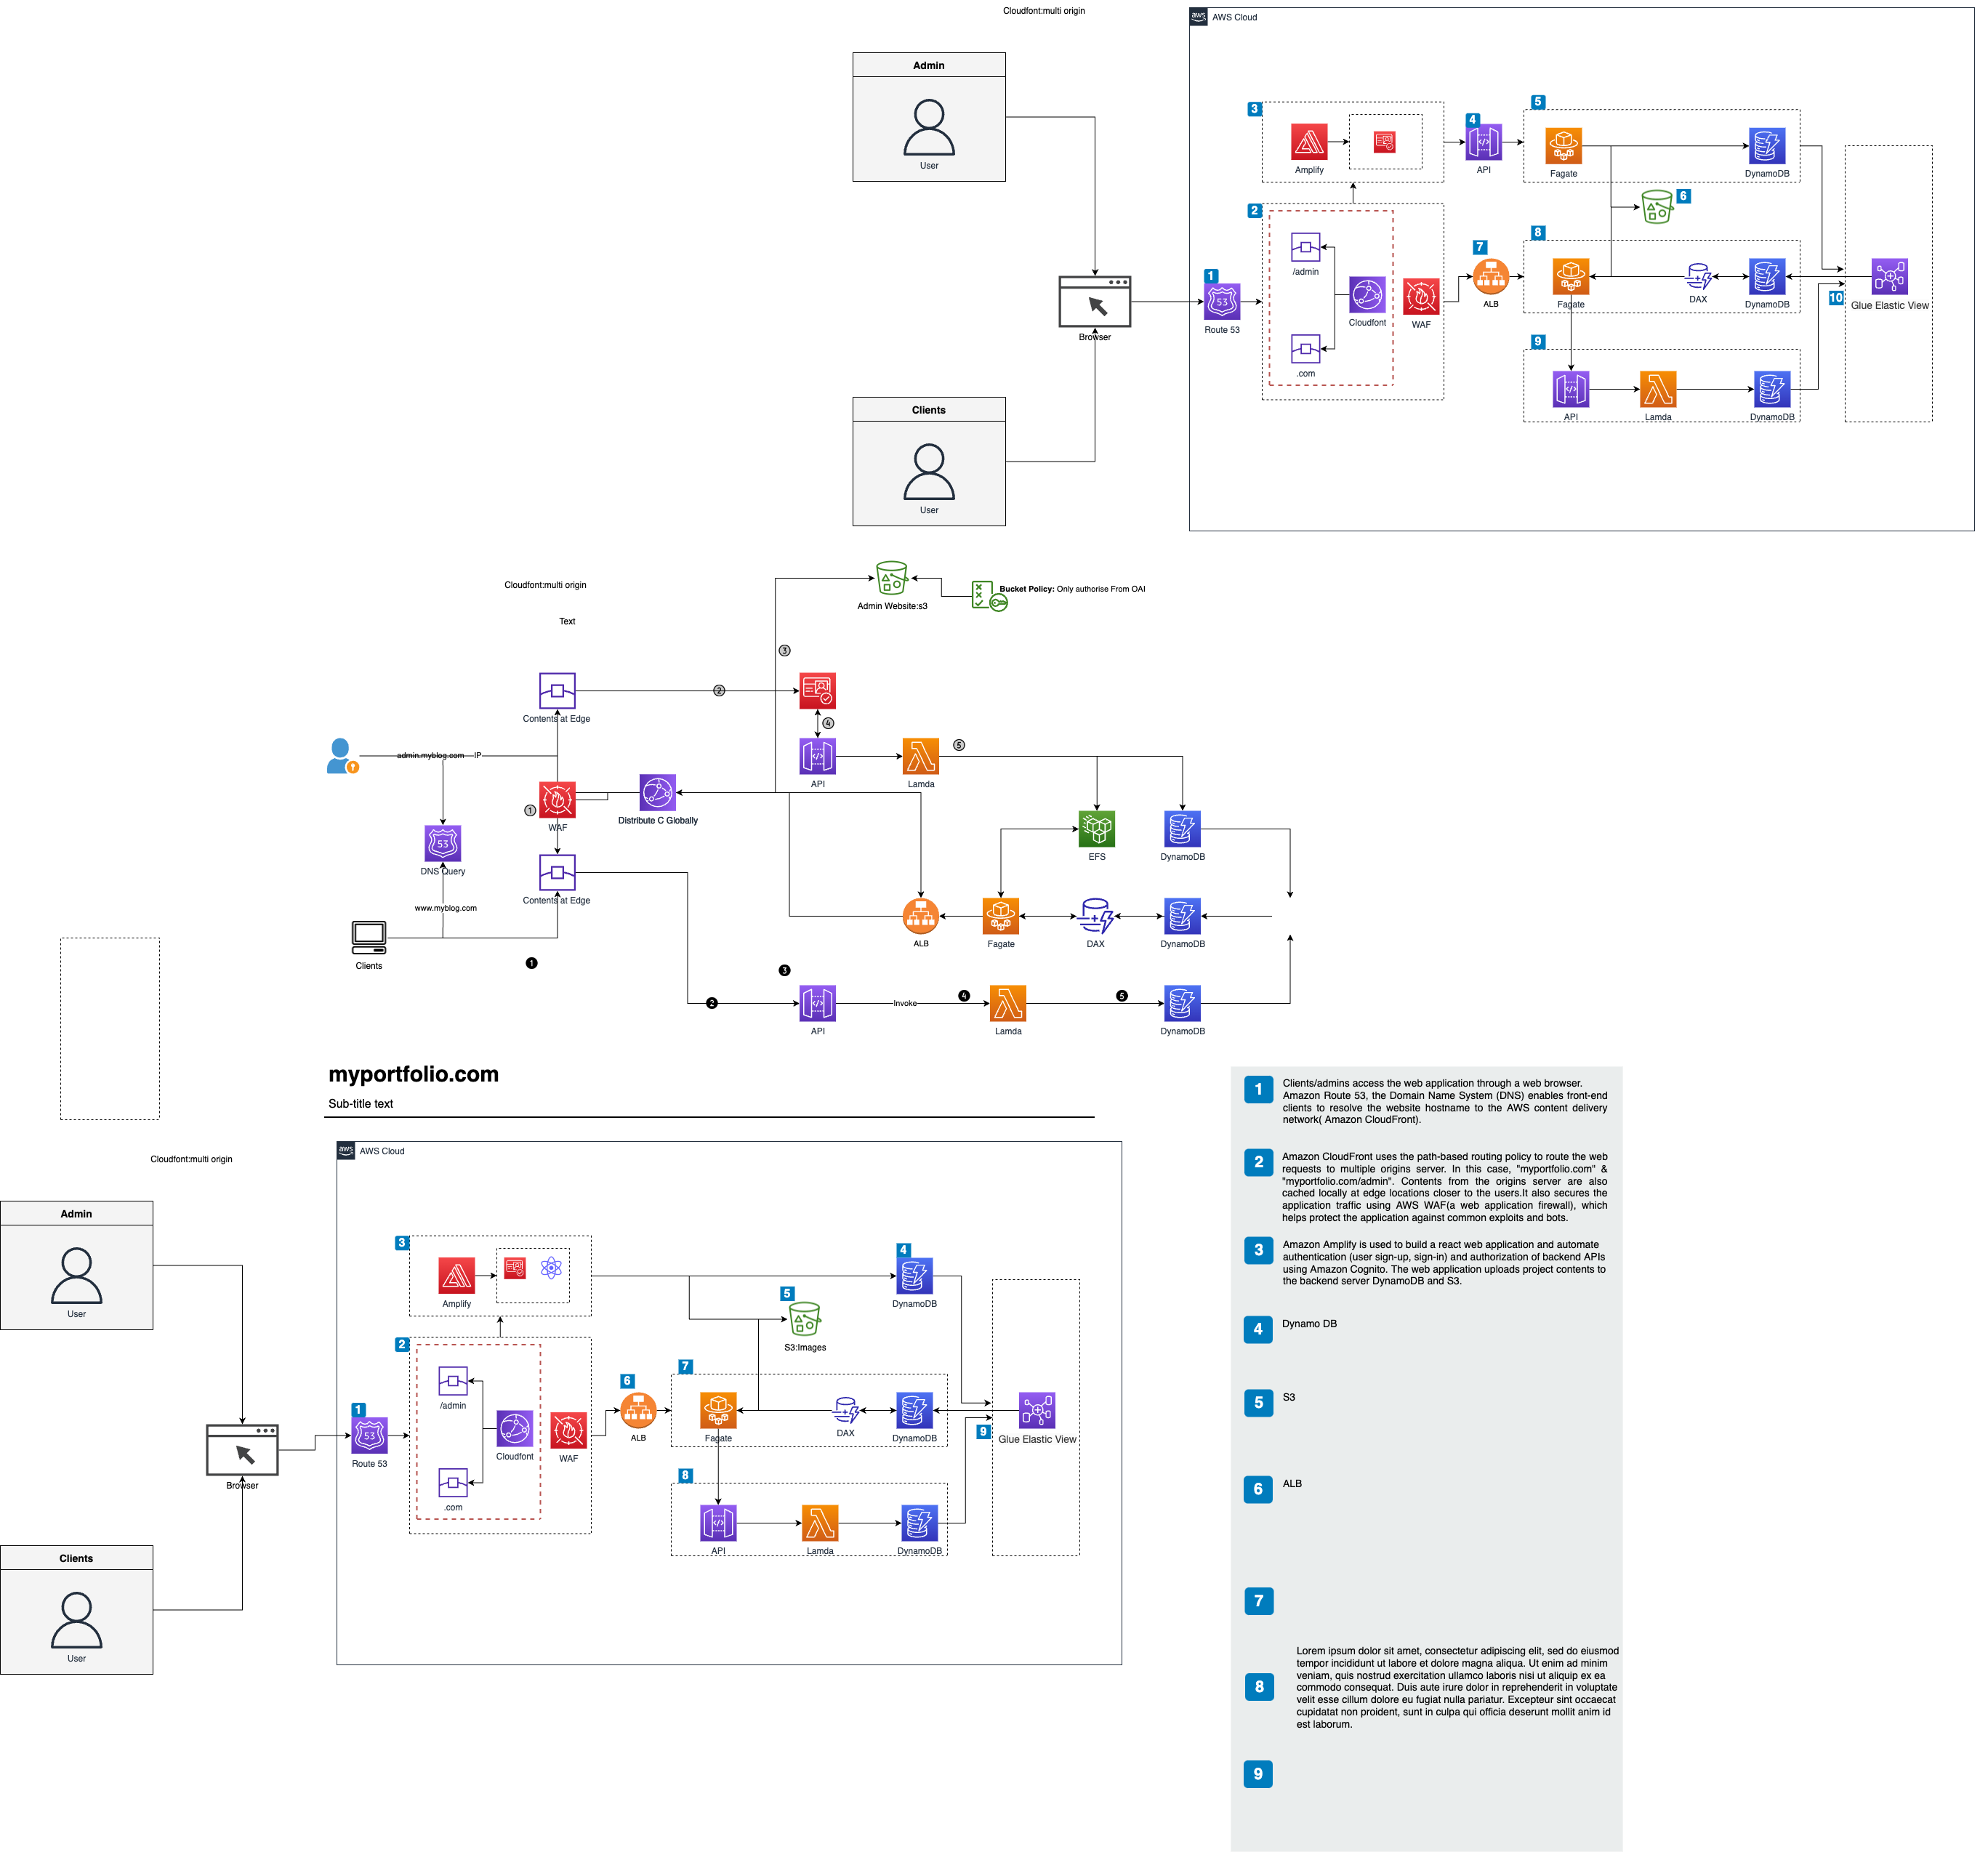 Cloudfont:multi origin
aws
AWS Cloud
Admin
User
3
Amplify
4
API
5
Fagate
DynamoDB
6
2
/admin
Cloudfont
.com
WAF
1
53
Route 53
Browser
7
ALB
8
Fagate
DAX
DynamoDB
10
Glue Elastic View
9
API
Lamda
DynamoDB
Clients
User
Cloudfont:multi origin
Text
Admin Website:s3
Bucket Policy: Only authorise From OAI
3
Contents at Edge
2
4
admin.myblog.com
IP
API
Lamda
5
1
WAF
Distribute C Globally
53
DNS Query
EFS
DynamoDB
Contents at Edge
www.myblog.com
ALB
Fagate
DAX
DynamoDB
Clients
1
3
2
API
Invoke
4
Lamda
5
DynamoDB
myportfolio.com
Sub-title text
Cloudfont:multi origin
aws
AWS Cloud
Admin
User
3
Amplify
4
DynamoDB
5
S3:Images
2
/admin
Cloudfont
.com
WAF
1
53
Route 53
Browser
6
ALB
7
Fagate
DAX
DynamoDB
9
Glue Elastic View
8
API
Lamda
DynamoDB
Clients
User
1
Clients/admins access the web application through a web browser.
Amazon Route 53, the Domain Name System (DNS) enables front-end
clients to resolve the website hostname to the AWS content delivery
network( Amazon CloudFront).
2
Amazon CloudFront uses the path-based routing policy to route the web
requests to multiple origins server. In this case, "myportfolio.com" &
"myportfolio.com/admin". Contents from the origins server are also
cached locally at edge locations closer to the users.It also secures the
application traffic using AWS WAF(a web application firewall), which
helps protect the application against common exploits and bots.
3
Amazon Amplify is used to build a react web application and automate
authentication (user sign-up, sign-in) and authorization of backend APIs
using Amazon Cognito. The web application uploads project contents to
the backend server DynamoDB and S3.
4
Dynamo DB
5
S3
6
ALB
7
8
Lorem ipsum dolor sit amet, consectetur adipiscing elit, sed do eiusmod
tempor incididunt ut labore et dolore magna aliqua. Ut enim ad minim
veniam, quis nostrud exercitation ullamco laboris nisi ut aliquip ex ea
commodo consequat. Duis aute irure dolor in reprehenderit in voluptate
velit esse cillum dolore eu fugiat nulla pariatur. Excepteur sint occaecat
cupidatat non proident, sunt in culpa qui officia deserunt mollit anim id
est laborum.
9